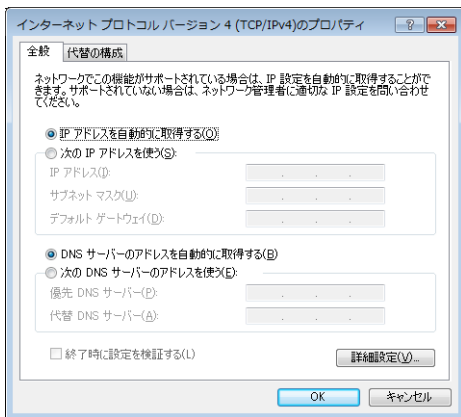 インターネット プロトコル バージョン 4 (TCP/IPv4)のプロパティ
全般
代替の構成
ネットワークでこの機能がサポートされている場合は、IP 設定を自動的に取得することがで
きます。サポートされていない場合は、ネットワーク管理者に適切な IP 設定を問い合わせ
てください。
IP アドレスを自動的に取得する(O)
次の IP アドレスを使う(S):
IP アドレス(I):
サブネット マスク(U):
デフォルト ゲートウェイ(D):
DNS サーバーのアドレスを自動的に取得する(B)
次の DNS サーバーのアドレスを使う(E):
優先 DNS サーバー(P):
代替 DNS サーバー(A):
終了時に設定を検証する(L)
詳細設定(V)...
OK
キャンセル